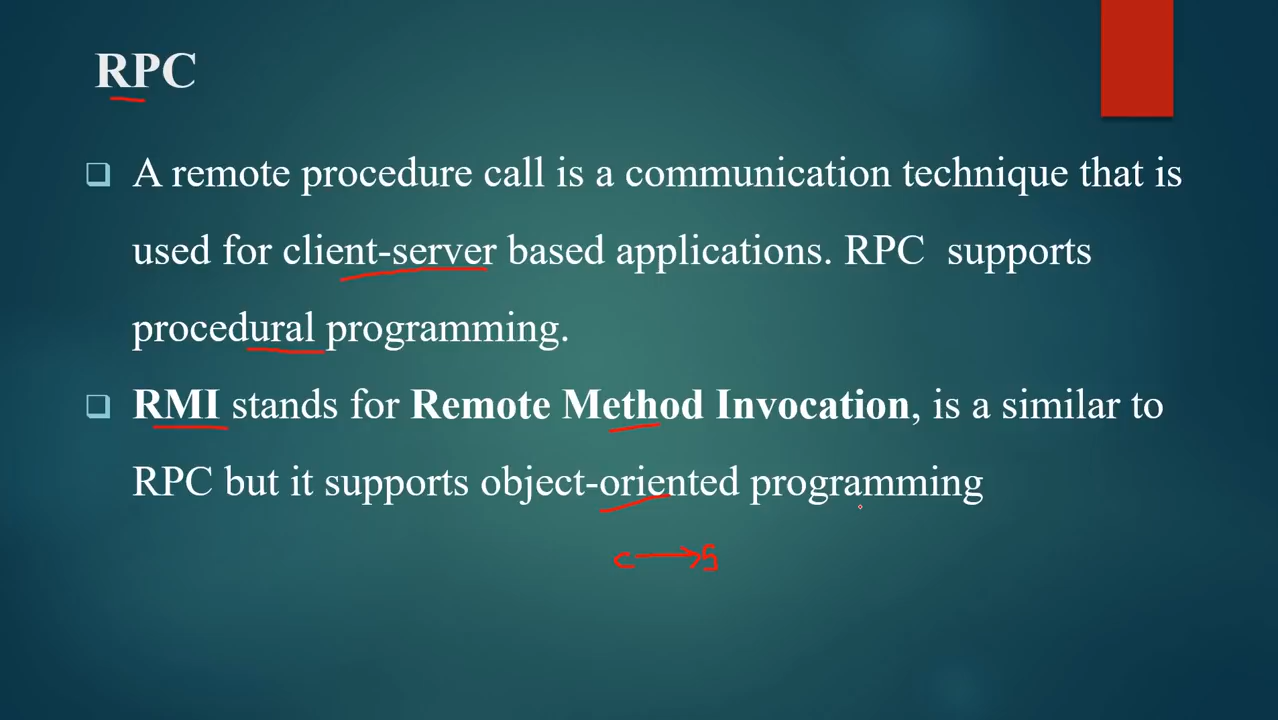 RPC
A remote procedure call is a communication technique that is
used for client-server based applications. RPC supports
procedural programming.
RMI stands for Remote Method Invocation, is a similar to
RPC but it supports object-oriented programming
c → S